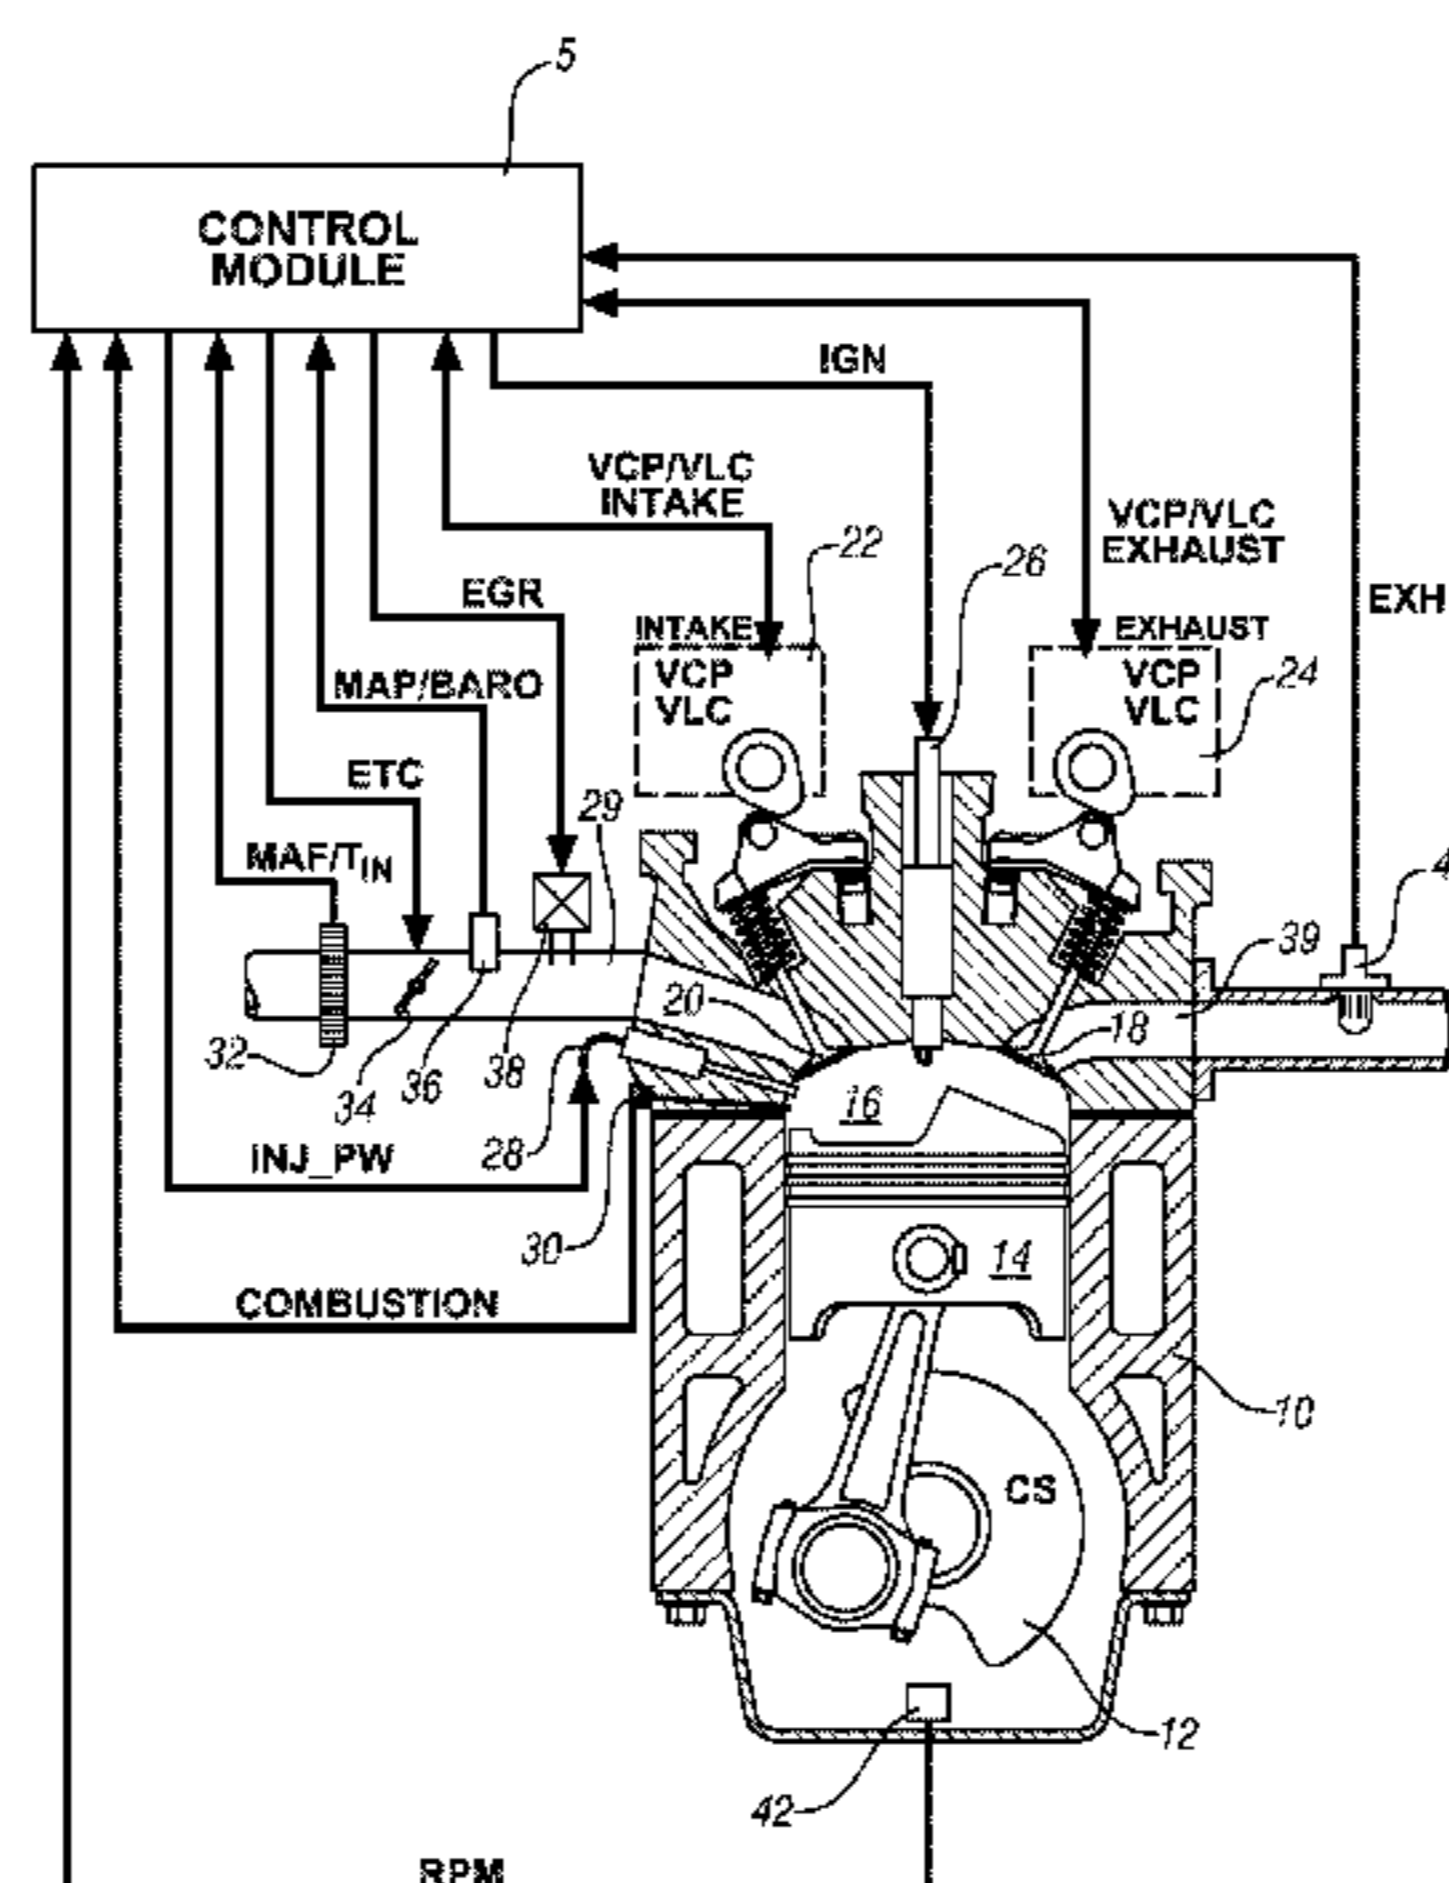 5
CONTROL
MODULE
IGN
VCP/VLC
INTAKE
22
26
VCP/VLC
EXHAUST
EXH
EGR
INTAKE
EXHAUST
VCP
VLC
VCP
VLC
24
MAP/BARO
ETC
29
MAF/TIN
4
39
20
18
32
34
36
38
28
16
INJ_PW
28
30
14
COMBUSTION
10
CS
12
42
RPM